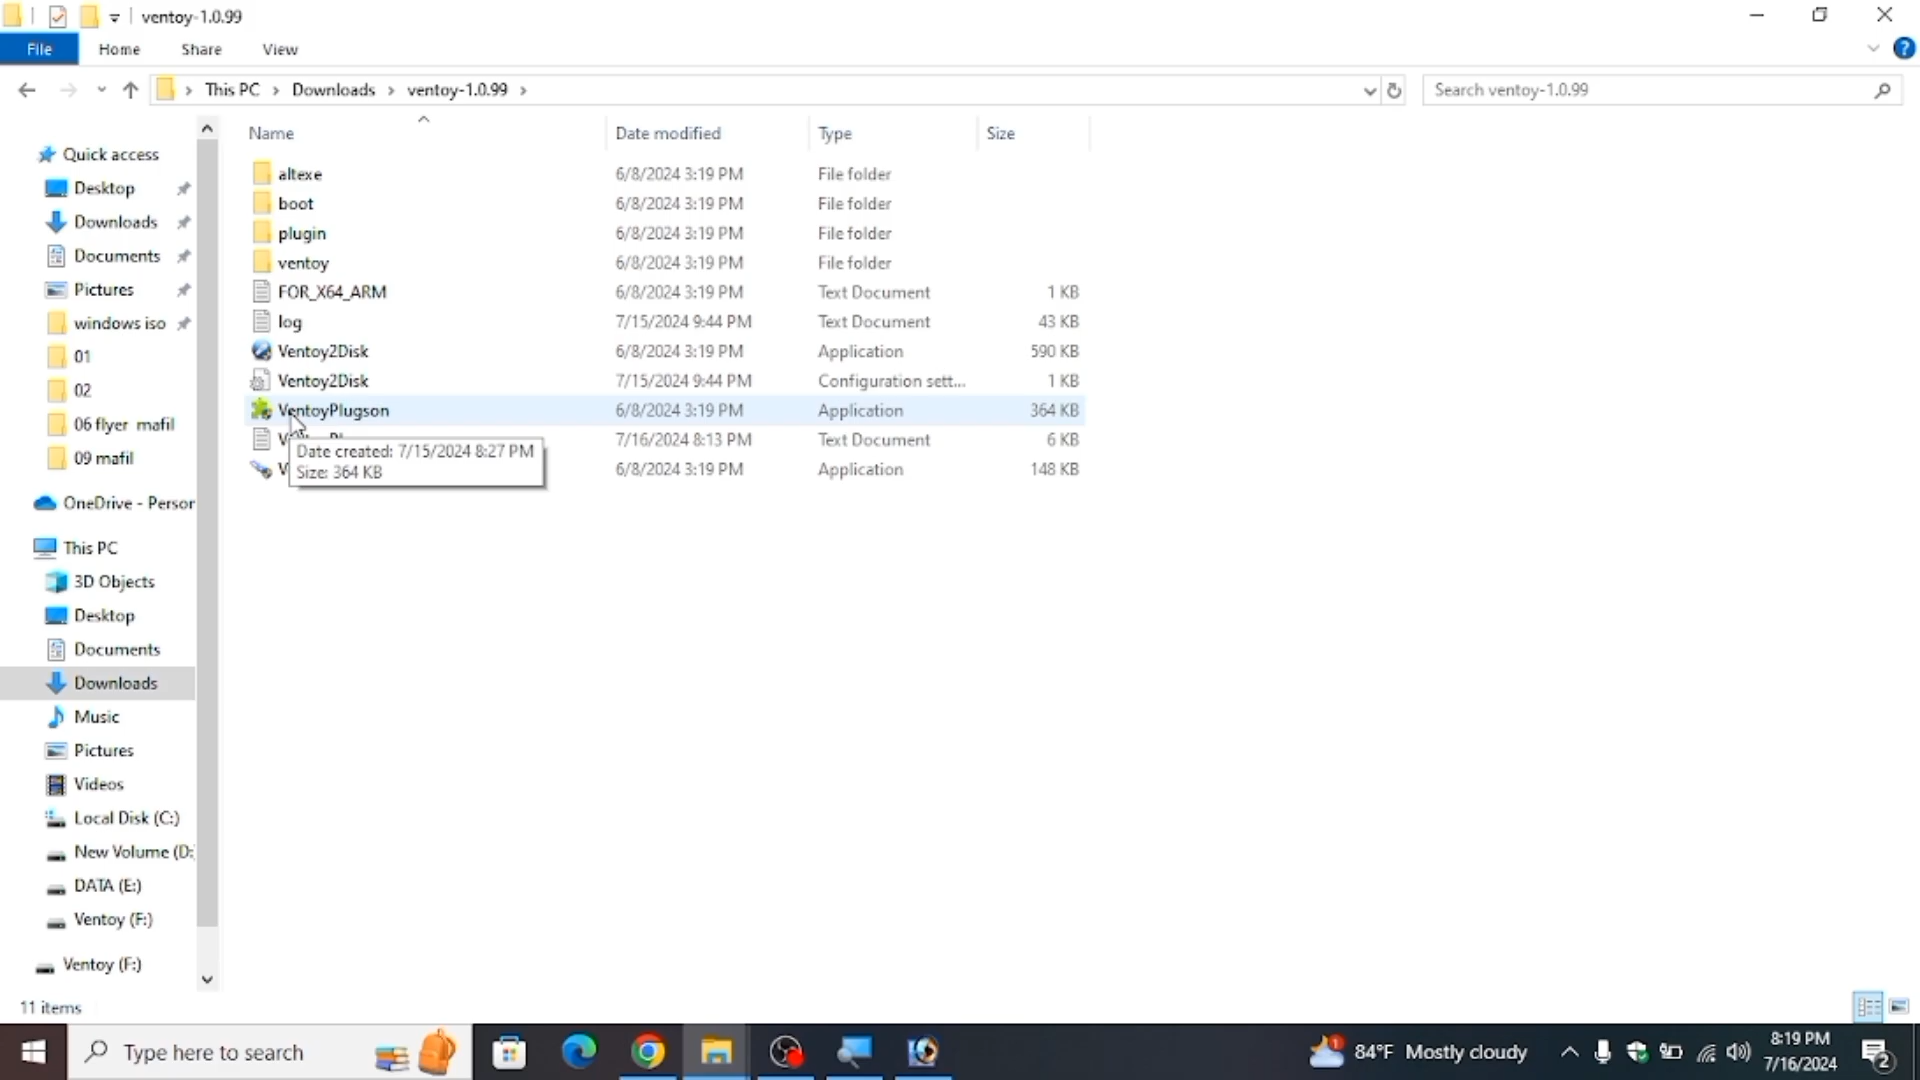 ventoy-1.0.99
File Home Share View
This PC Downloads ventoy-1.0.99
Search ventoy-1.0.99
Name Date modified Type Size
Quick access
Desktop
Downloads
Documents
Pictures
windows iso
01
02
06 flyer mafil
09 mafil
OneDrive - Person
This PC
3D Objects
Desktop
Documents
Downloads
Music
Pictures
Videos
Local Disk (C:)
New Volume (D:
DATA (E:)
Ventoy (F:)
Ventoy (F:)
altexe 6/8/2024 3:19 PM File folder
boot 6/8/2024 3:19 PM File folder
plugin 6/8/2024 3:19 PM File folder
ventoy 6/8/2024 3:19 PM File folder
FOR_X64_ARM 6/8/2024 3:19 PM Text Document 1 KB
log 7/15/2024 9:44 PM Text Document 43 KB
Ventoy2Disk 6/8/2024 3:19 PM Application 590 KB
Ventoy2Disk 7/15/2024 9:44 PM Configuration sett... 1 KB
VentoyPlugson 6/8/2024 3:19 PM Application 364 KB
7/16/2024 8:13 PM Text Document 6 KB
V 6/8/2024 3:19 PM Application 148 KB
Date created: 7/15/2024 8:27 PM
Size: 364 KB
11 items
Type here to search
84°F Mostly cloudy
8:19 PM
7/16/2024
2